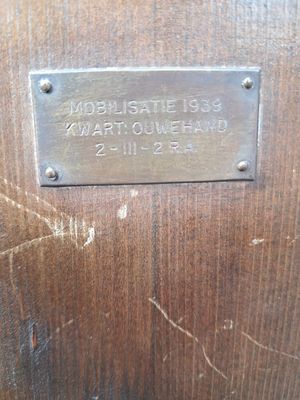 MOBILISATIE 1939
KWART: OUWEHAND
2-III-2 R.A.